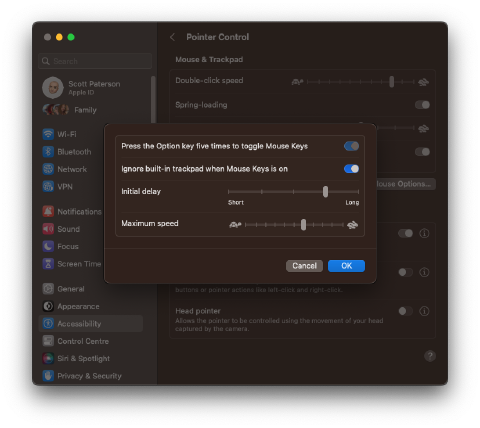 Pointer Control
Search
Scott Paterson
Apple ID
Family
Wi-Fi
Bluetooth
Network
VPN
Notifications
Sound
Focus
Screen Time
General
Appearance
Accessibility
Control Centre
Siri & Spotlight
Privacy & Security
Mouse & Trackpad
Double-click speed
Spring-loading
Mouse Options...
Press the Option key five times to toggle Mouse Keys
Ignore built-in trackpad when Mouse Keys is on
Initial delay
Short Long
Maximum speed
Cancel OK
buttons or pointer actions like left-click and right-click.
Head pointer
Allows the pointer to be controlled using the movement of your head
captured by the camera.
?